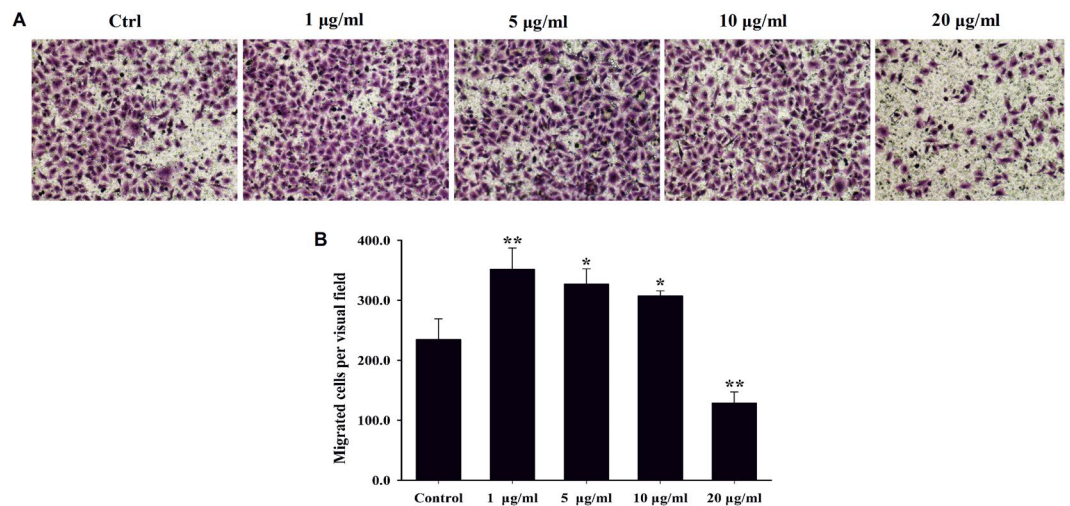 A
Ctrl
1 μg/ml
5 μg/ml
10 μg/ml
20 μg/ml
B
Migrated cells per visual field
400.0
300.0
200.0
100.0
0.0
**
*
*
**
Control
1 μg/ml
5 μg/ml
10 μg/ml
20 μg/ml